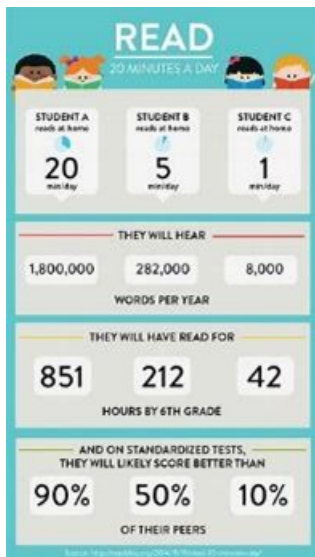 READ
20 MINUTES A DAY
STUDENT A STUDENT B STUDENT C
reads at home reads at home reads at home
20 5 1
min/day min/day min/day
THEY WILL HEAR
1,800,000 282,000 8,000
WORDS PER YEAR
THEY WILL HAVE READ FOR
851 212 42
HOURS BY 6TH GRADE
AND ON STANDARDIZED TESTS,
THEY WILL LIKELY SCORE BETTER THAN
90% 50% 10%
OF THEIR PEERS